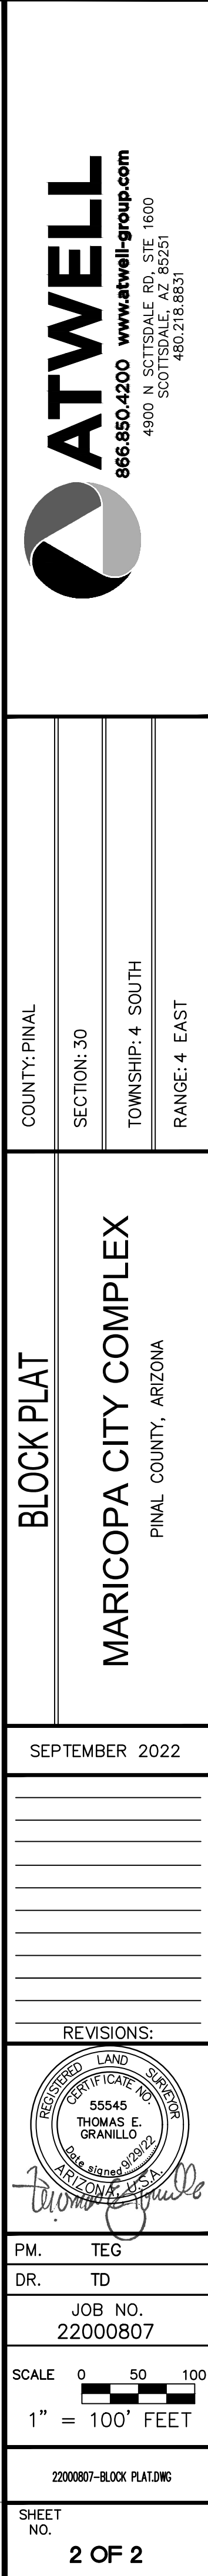 ATWELL
866.850.4200 www.atwell-group.com
4900 N SCTTSDALE RD, STE 1600
SCOTTSDALE, AZ 85251
480.218.8831
COUNTY: PINAL
SECTION: 30
TOWNSHIP: 4 SOUTH
RANGE: 4 EAST
BLOCK PLAT
MARICOPA CITY COMPLEX
PINAL COUNTY, ARIZONA
SEPTEMBER 2022
REVISIONS:
REGISTERED LAND SURVEYOR
CERTIFICATE NO.
55545
THOMAS E.
GRANILLO
Date signed 9/29/22
ARIZONA, U.S.A.
Thomas E Granillo
PM. TEG
DR. TD
JOB NO.
22000807
SCALE 0 50 100
1" = 100' FEET
22000807-BLOCK PLAT.DWG
SHEET
NO.
2 OF 2